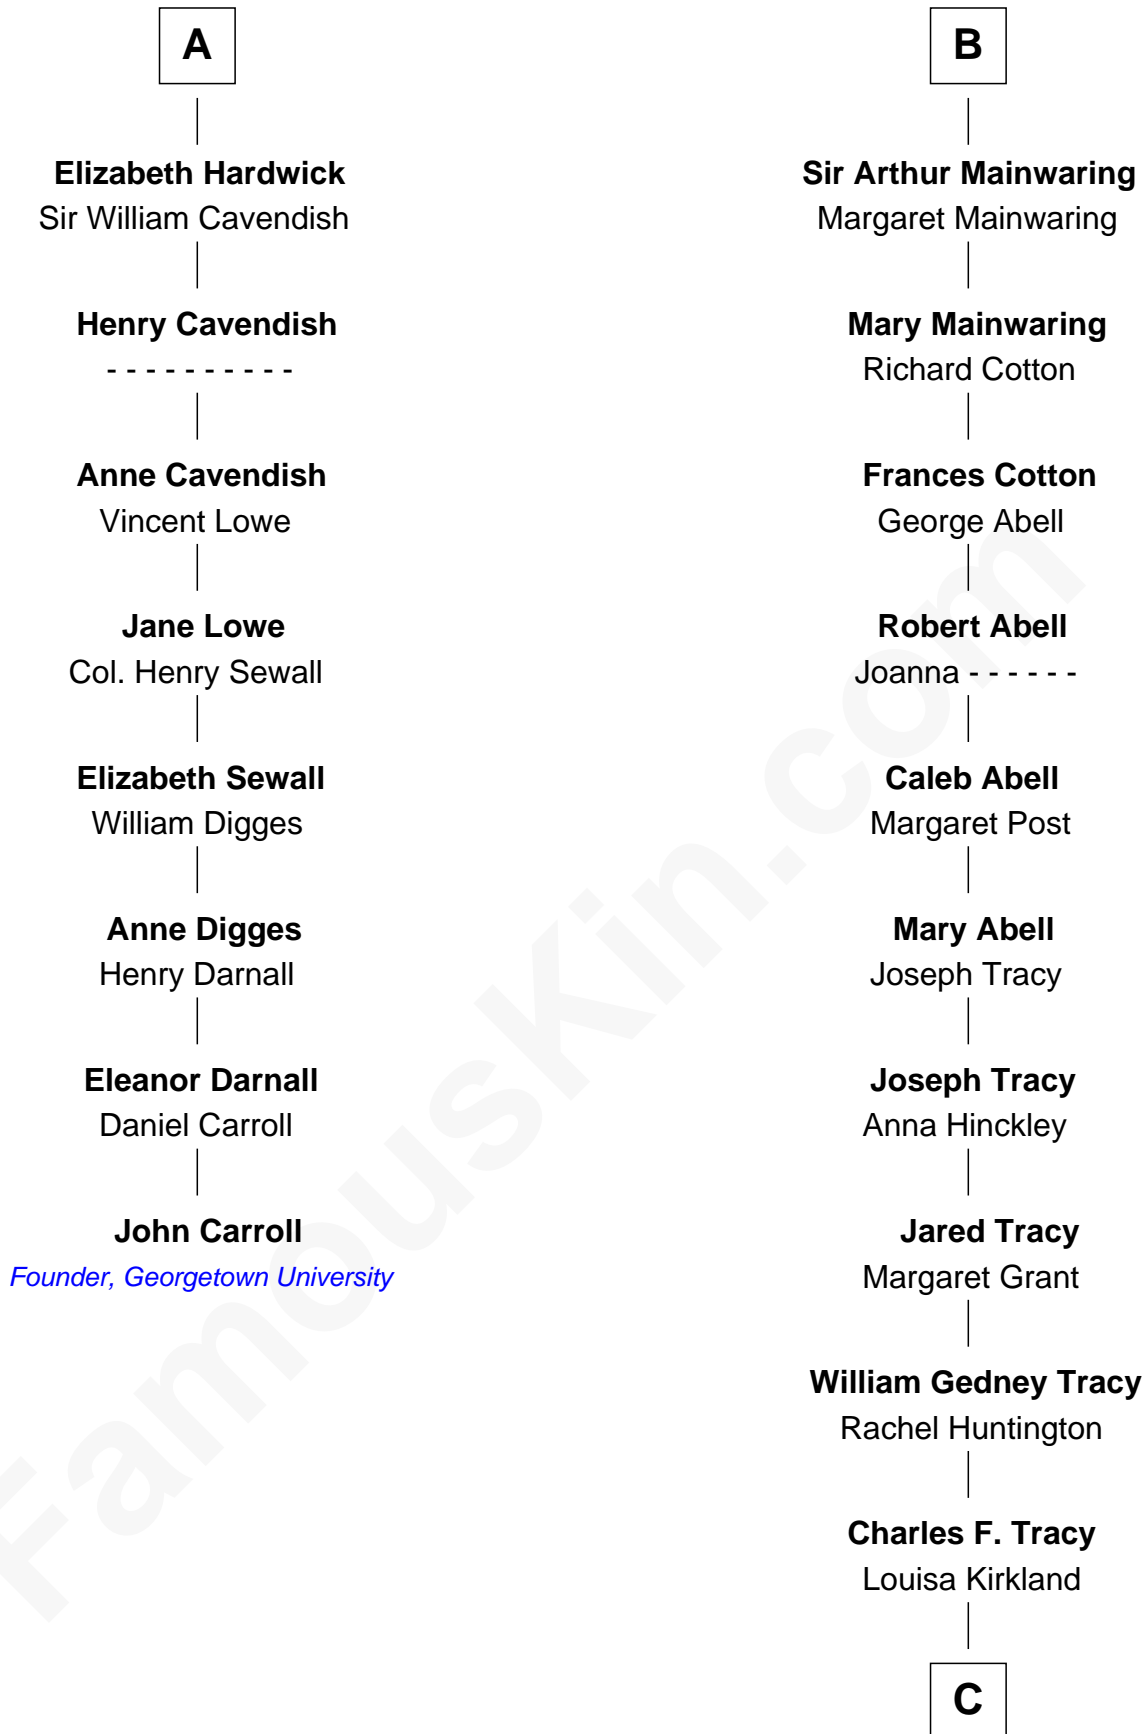 A
Elizabeth Hardwick
Sir William Cavendish
Henry Cavendish
- - - - - - - - - -
Anne Cavendish
Vincent Lowe
Jane Lowe
Col. Henry Sewall
Elizabeth Sewall
William Digges
Anne Digges
Henry Darnall
Eleanor Darnall
Daniel Carroll
John Carroll
Founder, Georgetown University
B
Sir Arthur Mainwaring
Margaret Mainwaring
Mary Mainwaring
Richard Cotton
Frances Cotton
George Abell
Robert Abell
Joanna - - - - - -
Caleb Abell
Margaret Post
Mary Abell
Joseph Tracy
Joseph Tracy
Anna Hinckley
Jared Tracy
Margaret Grant
William Gedney Tracy
Rachel Huntington
Charles F. Tracy
Louisa Kirkland
C
FamousKin.com